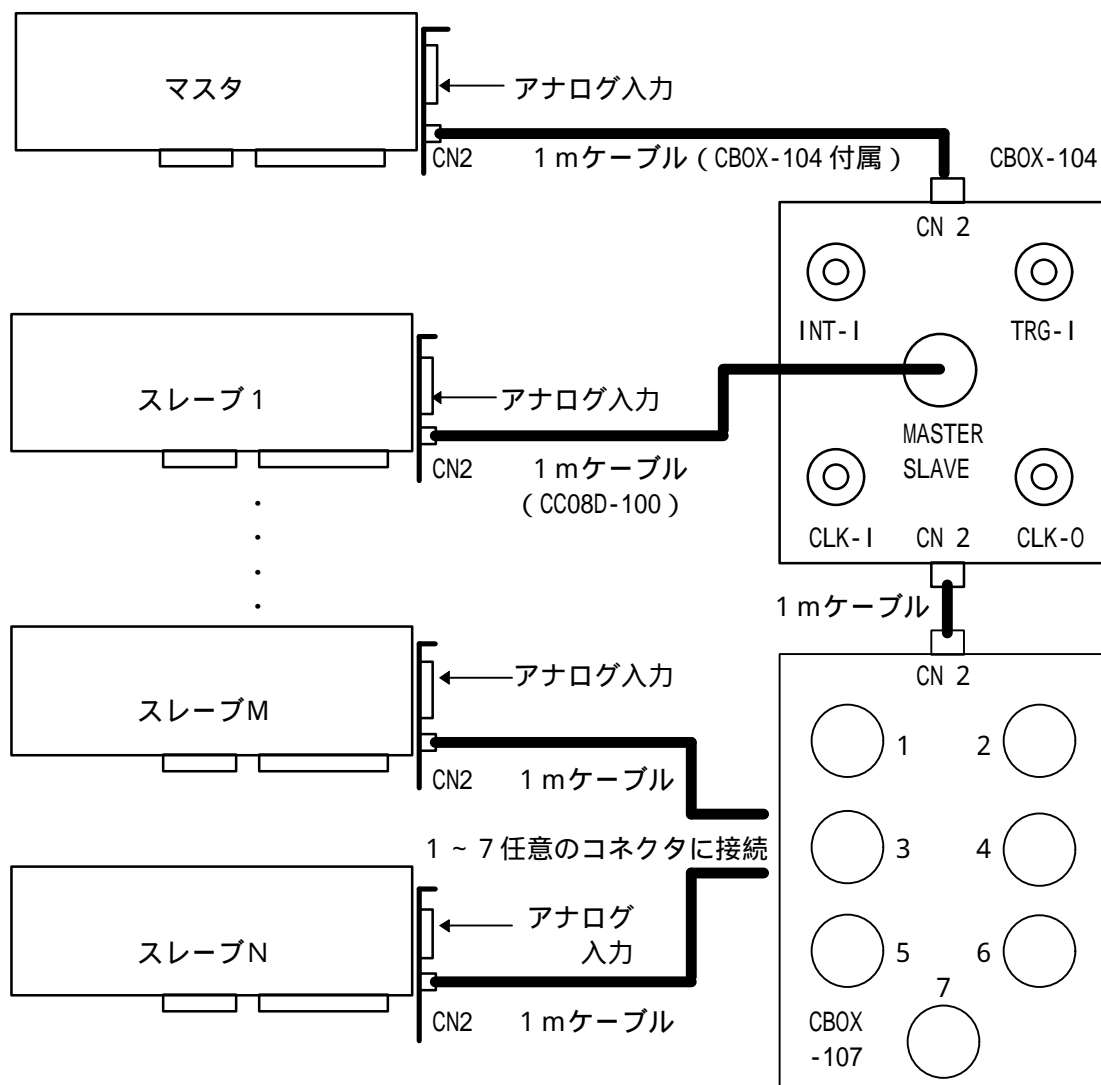 マスタ
アナログ入力
CN2
1mケーブル(CBOX-104付属)
CBOX-104
CN 2
INT-I
TRG-I
スレーブ1
アナログ入力
MASTER
SLAVE
CN2
1mケーブル
(CC08D-100)
CLK-I
CN 2
CLK-O
・
・
・
・
1mケーブル
CN 2
スレーブM
アナログ入力
1
2
CN2
1mケーブル
1~7任意のコネクタに接続
3
4
スレーブN
アナログ
入力
5
6
7
CN2
1mケーブル
CBOX
-107